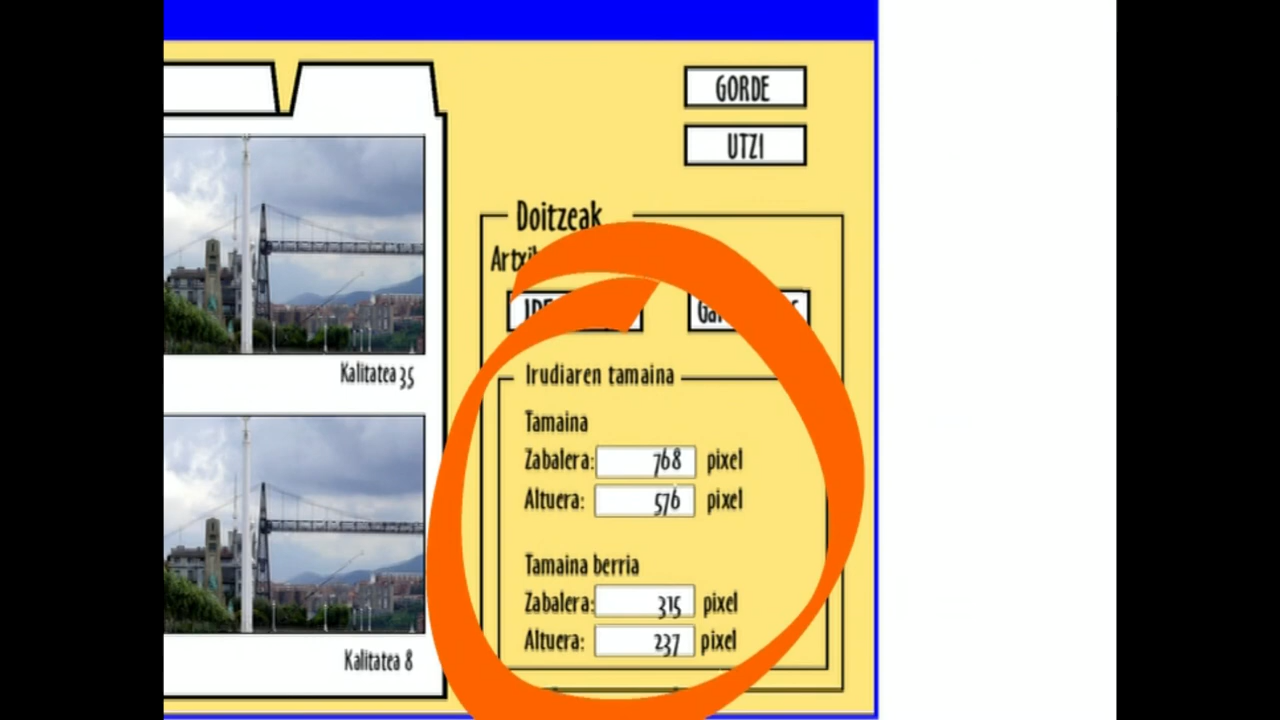 GORDE
UTZI
Doitzeak
Kalitatea 35
Irudiaren tamaina
Tamaina
Zabalera: 768 pixel
Altuera: 576 pixel
Tamaina berria
Zabalera: 315 pixel
Altuera: 237 pixel
Kalitatea 8